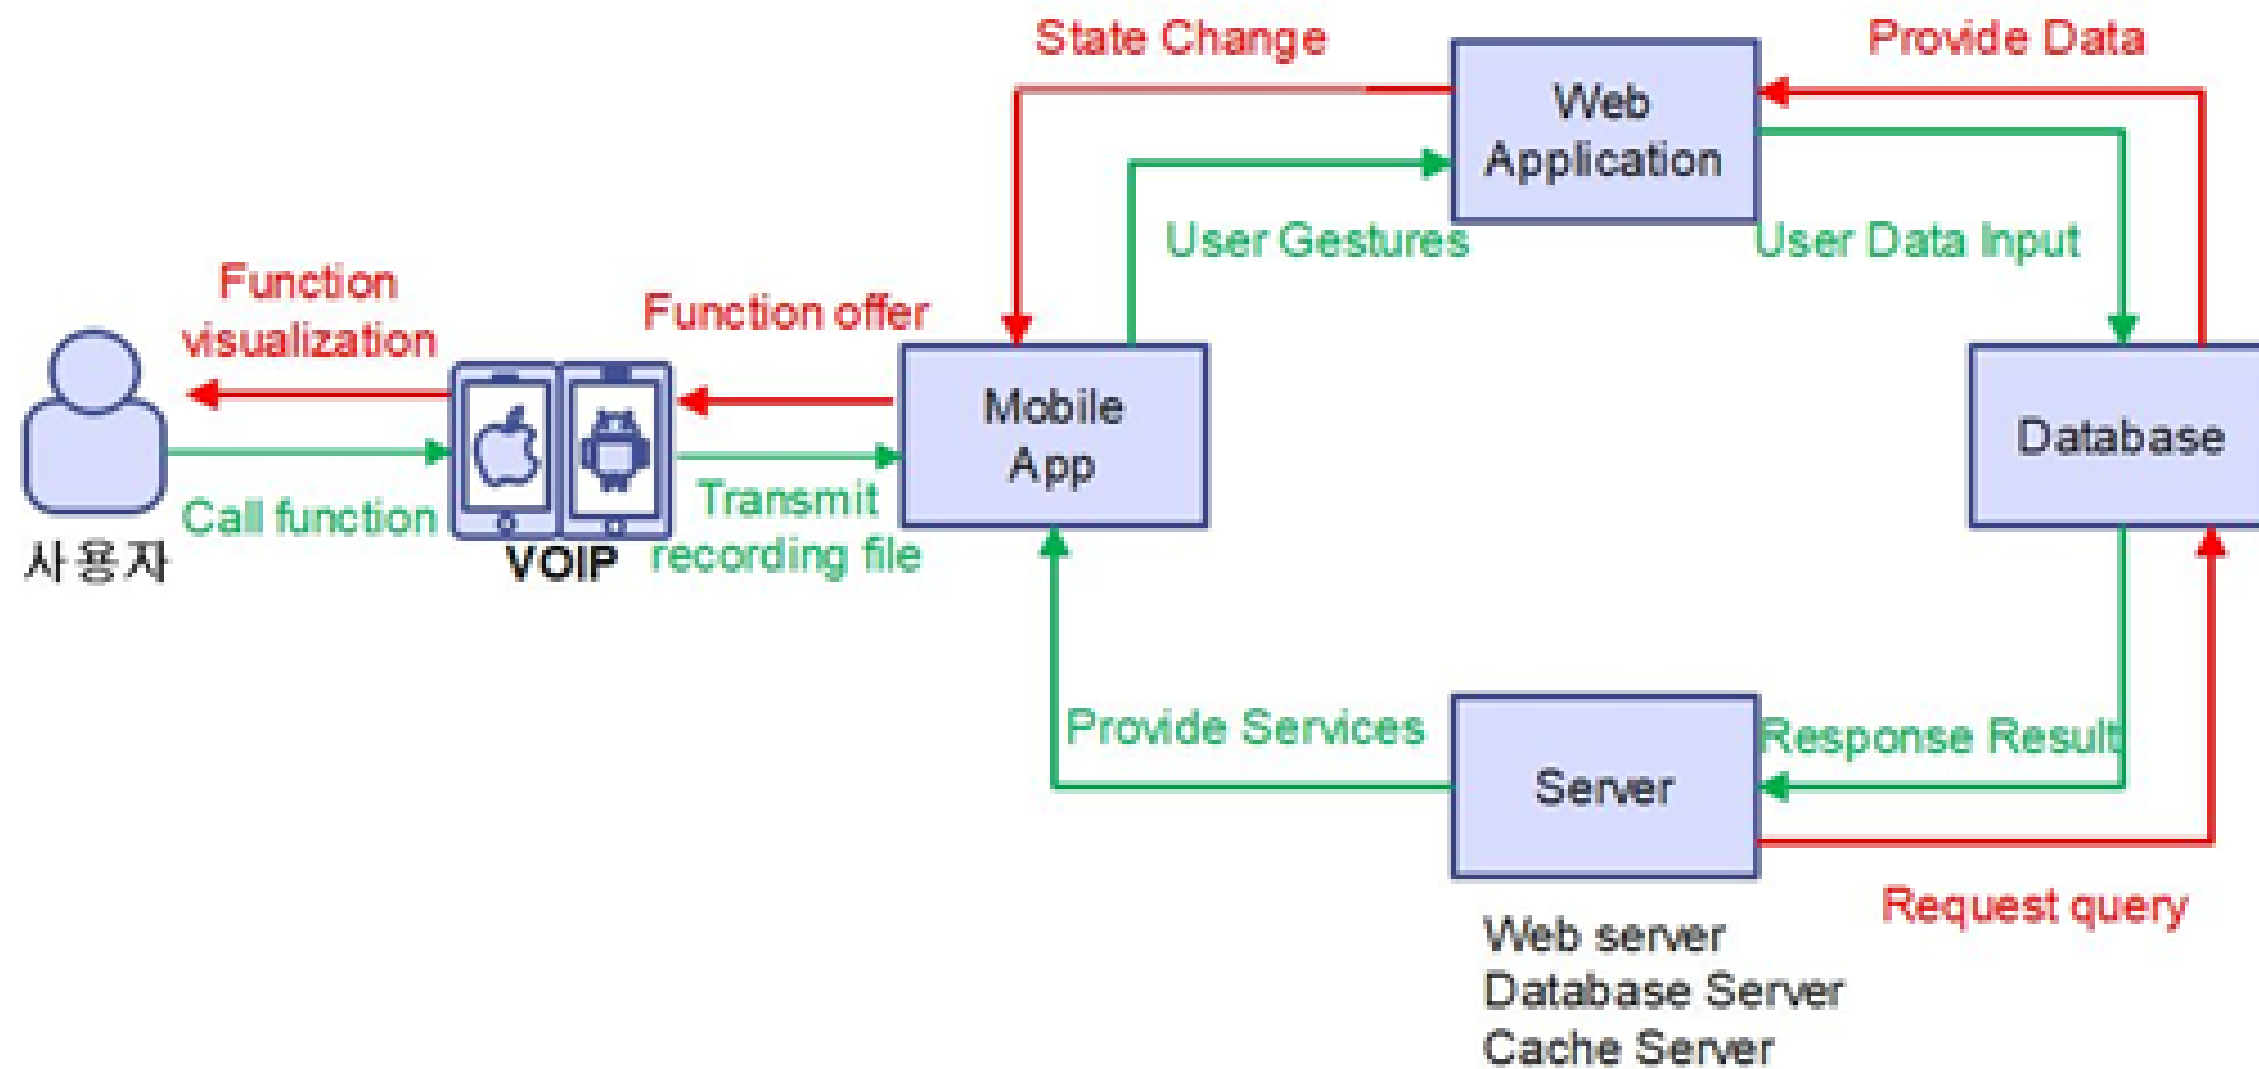 State Change
Provide Data
Web
Application
User Gestures
User Data Input
Function
visualization
Function offer
Mobile
App
Database
Call function
Transmit
recording file
사용자
VOIP
Provide Services
Response Result
Server
Request query
Web server
Database Server
Cache Server